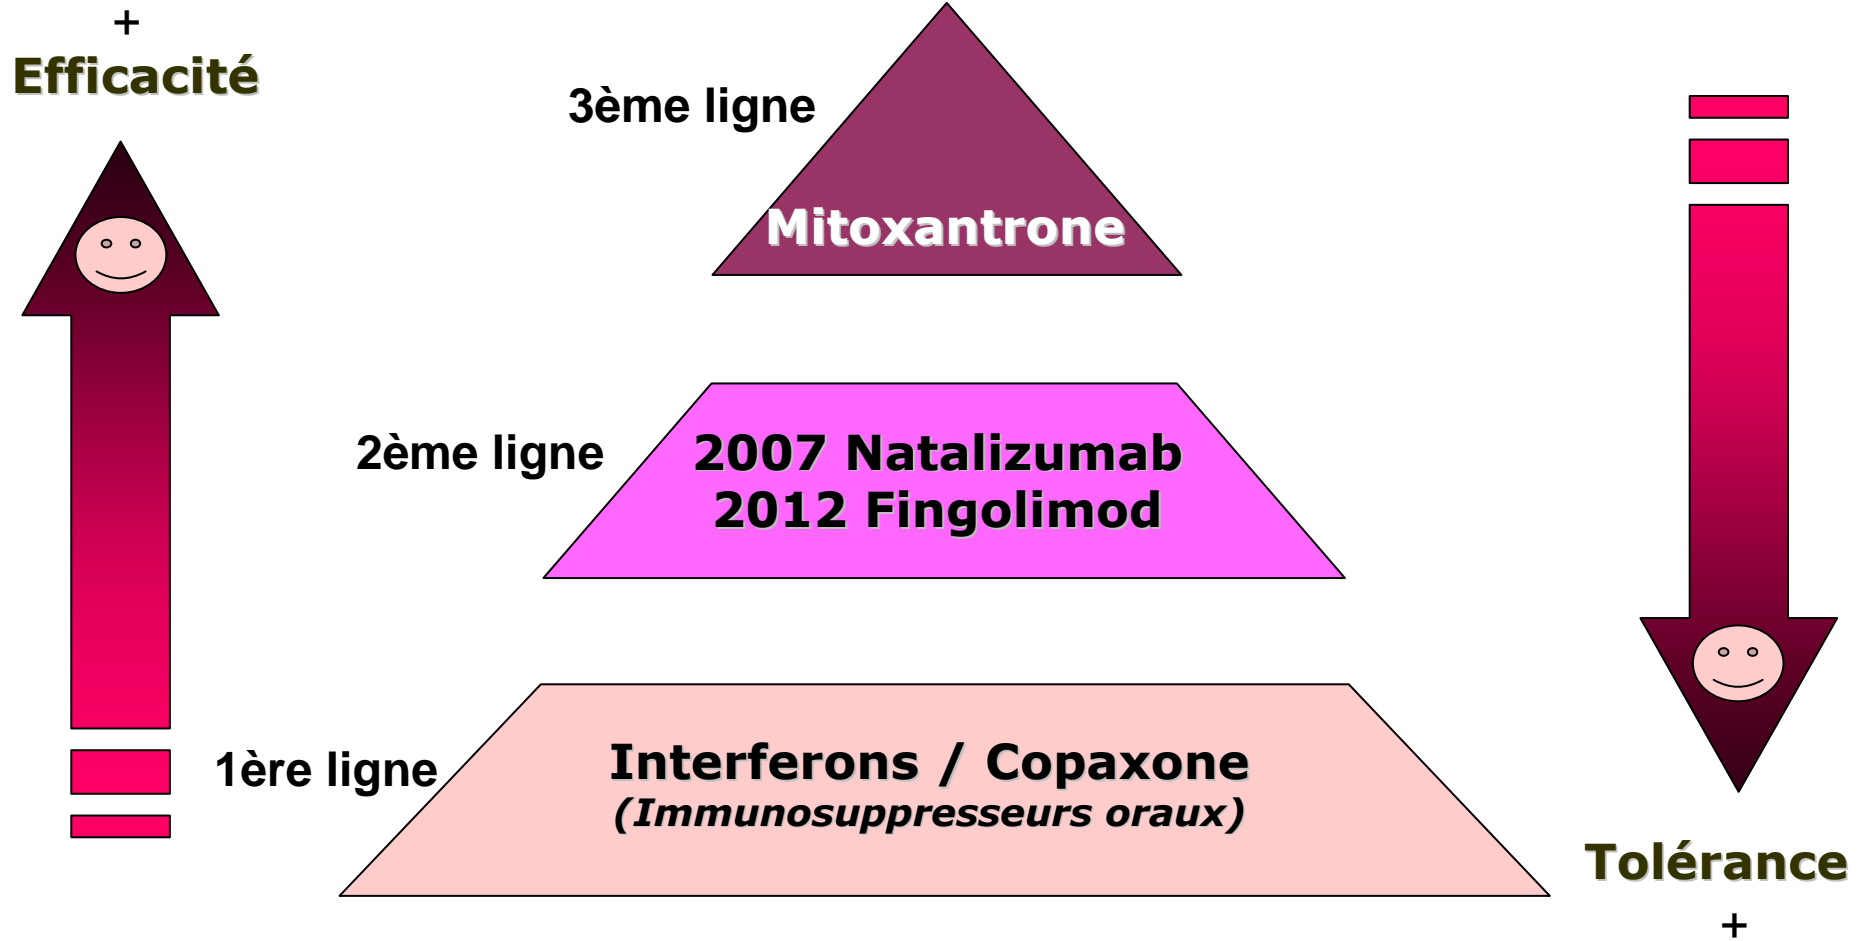 +
Efficacité
3ème ligne
Mitoxantrone
2ème ligne
2007 Natalizumab
2012 Fingolimod
1ère ligne
Interferons / Copaxone
(Immunosuppresseurs oraux)
Tolérance
+